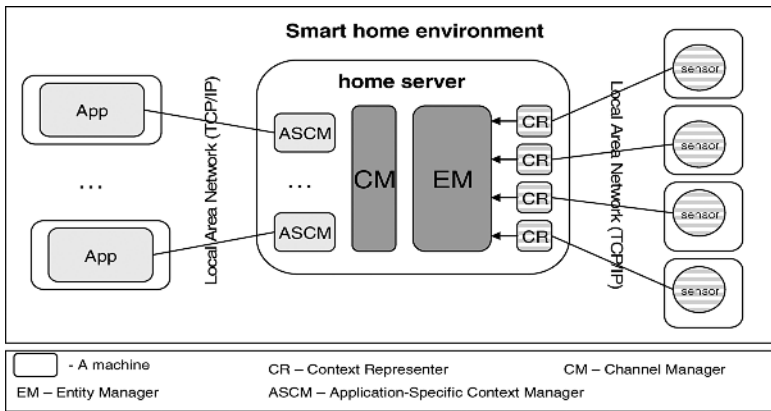 Smart home environment
home server
App
...
App
Local Area Network (TCP/IP)
ASCM
...
ASCM
CM
EM
CR
CR
CR
CR
Local Area Network (TCP/IP)
sensor
sensor
sensor
sensor
- A machine
CR – Context Representer
CM – Channel Manager
EM – Entity Manager
ASCM – Application-Specific Context Manager